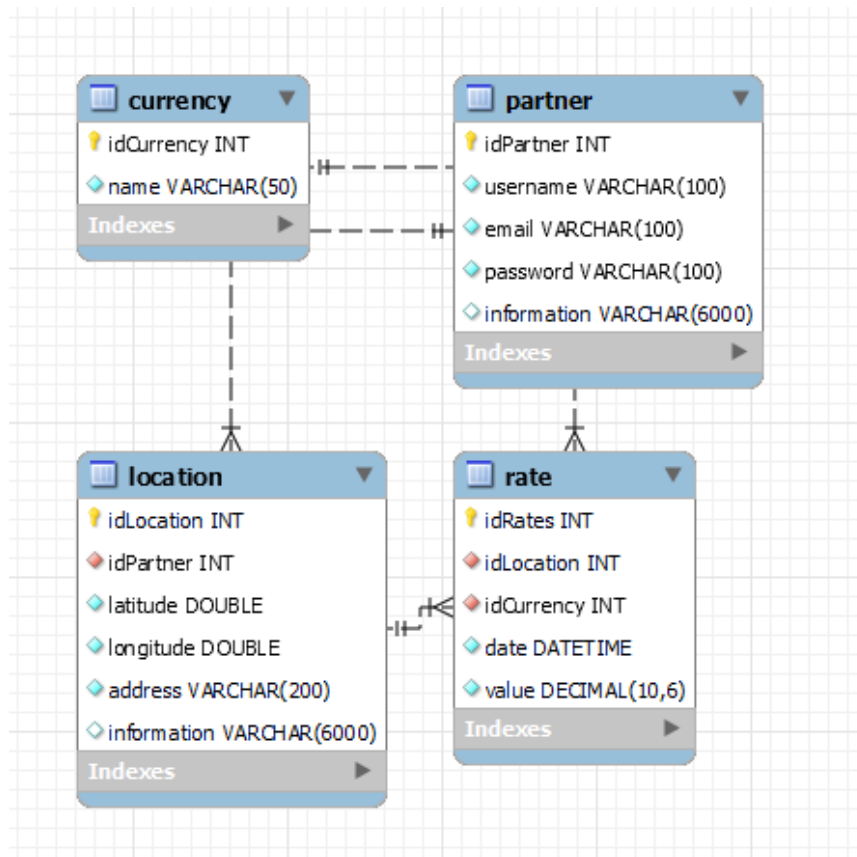 currency
idCurrency INT
name VARCHAR(50)
Indexes
partner
idPartner INT
username VARCHAR(100)
email VARCHAR(100)
password VARCHAR(100)
information VARCHAR(6000)
Indexes
location
idLocation INT
idPartner INT
latitude DOUBLE
longitude DOUBLE
address VARCHAR(200)
information VARCHAR(6000)
Indexes
rate
idRates INT
idLocation INT
idCurrency INT
date DATETIME
value DECIMAL(10,6)
Indexes